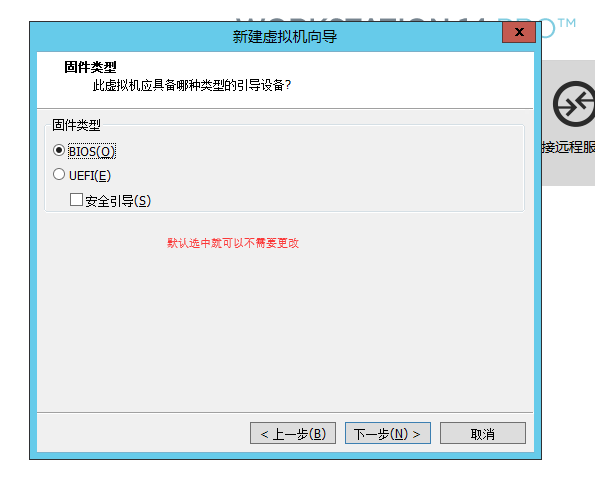 WORKSTATION 14 PRO™
新建虚拟机向导
x
固件类型
此虚拟机应具备哪种类型的引导设备?
固件类型
BIOS(O)
UEFI(E)
安全引导(S)
接远程服
默认选中就可以不需要更改
< 上一步(B)
下一步(N) >
取消